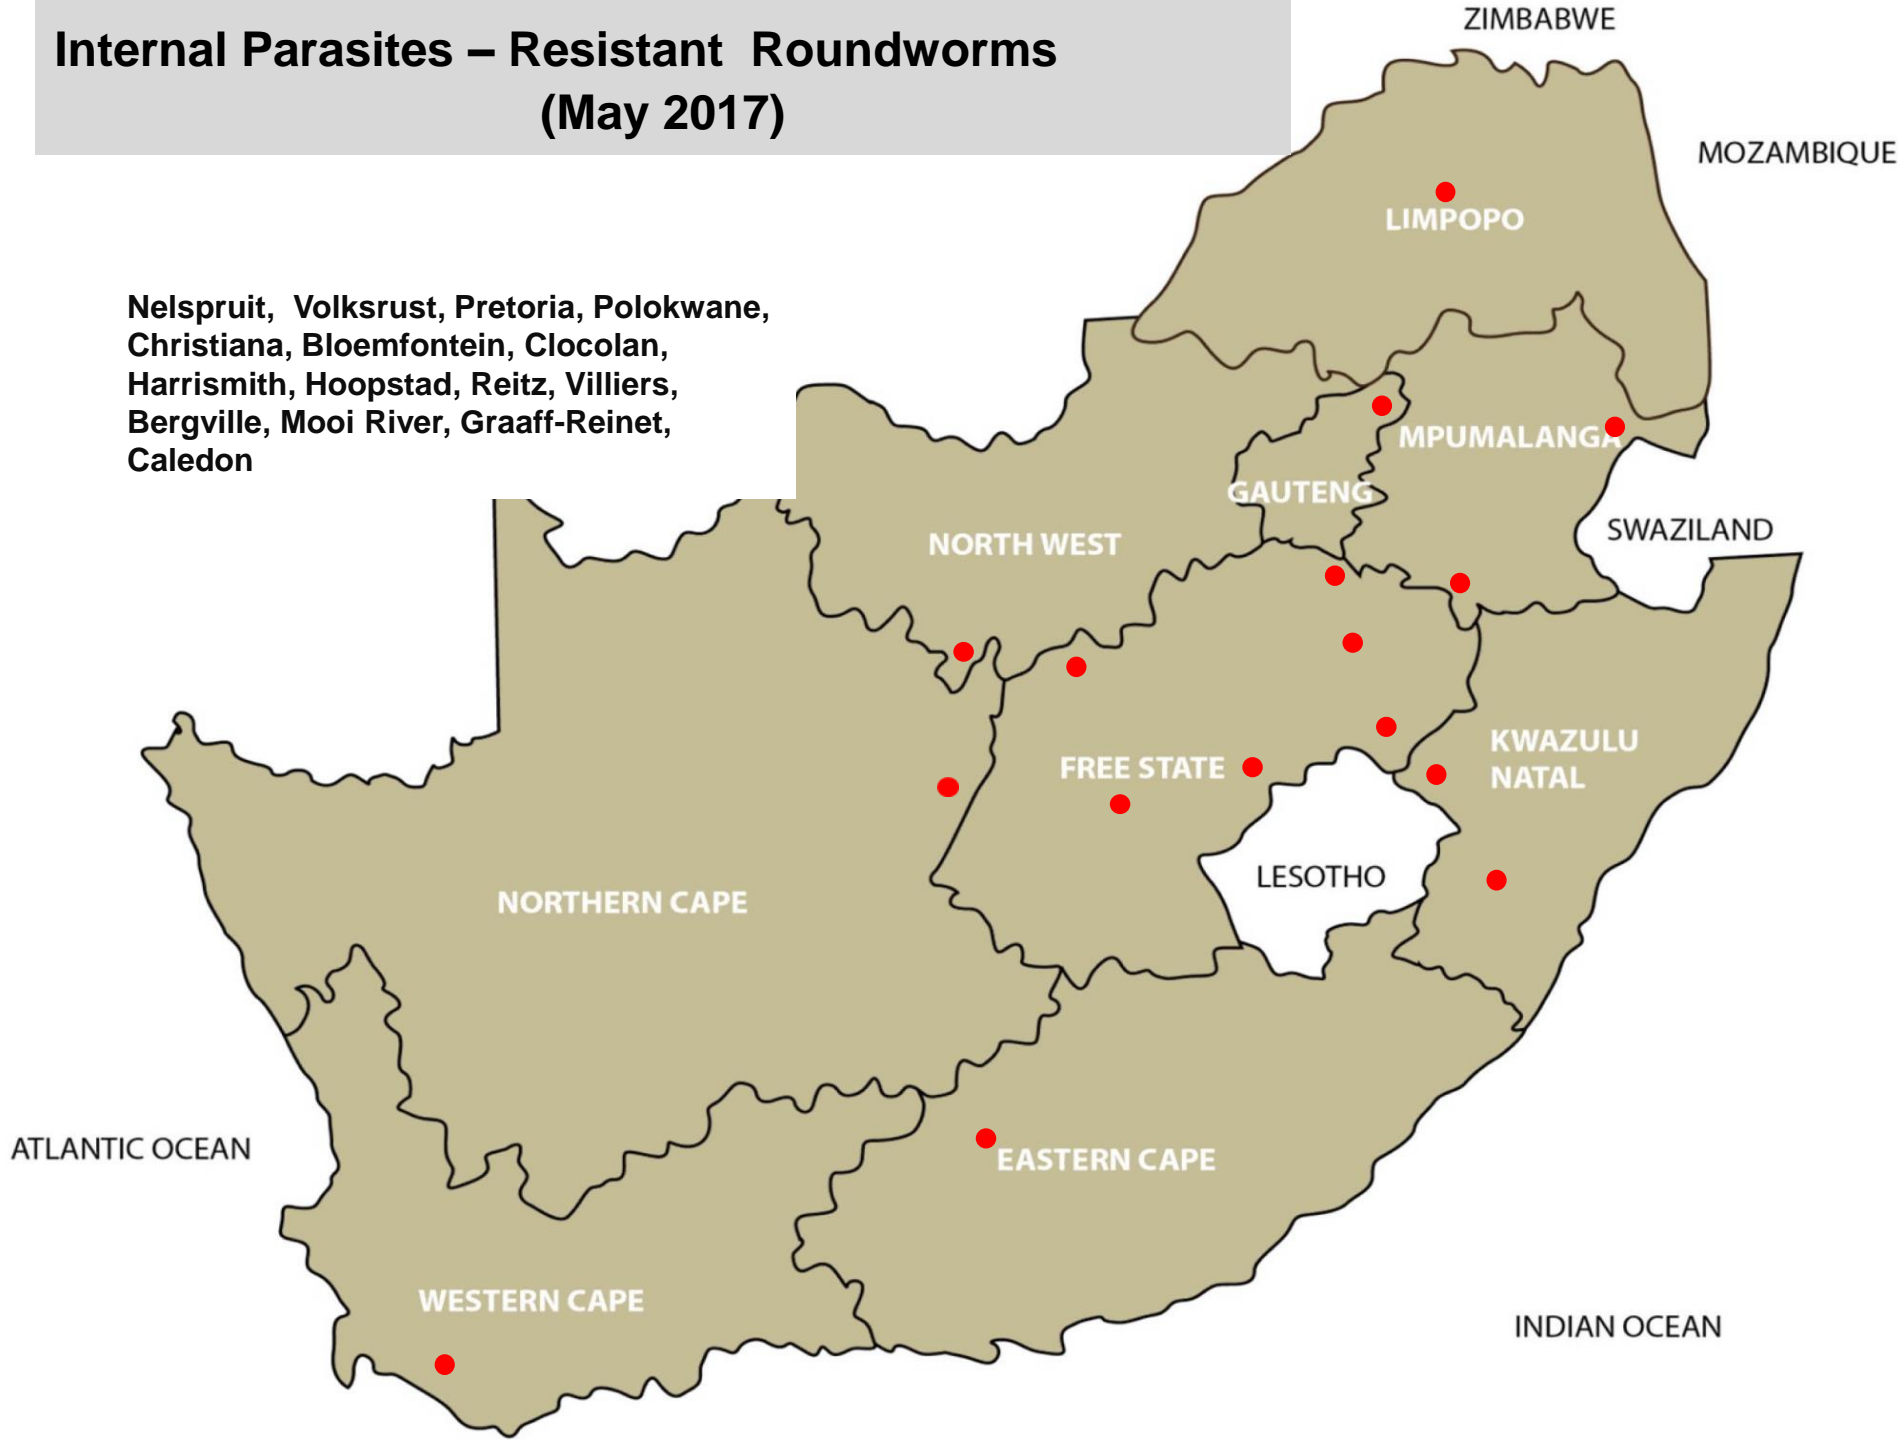 Internal Parasites – Resistant Roundworms
(May 2017)
ZIMBABWE
MOZAMBIQUE
LIMPOPO
Nelspruit, Volksrust, Pretoria, Polokwane,
Christiana, Bloemfontein, Clocolan,
Harrismith, Hoopstad, Reitz, Villiers,
Bergville, Mooi River, Graaff-Reinet,
Caledon
MPUMALANGA
GAUTENG
SWAZILAND
NORTH WEST
KWAZULU
NATAL
FREE STATE
LESOTHO
NORTHERN CAPE
ATLANTIC OCEAN
EASTERN CAPE
WESTERN CAPE
INDIAN OCEAN